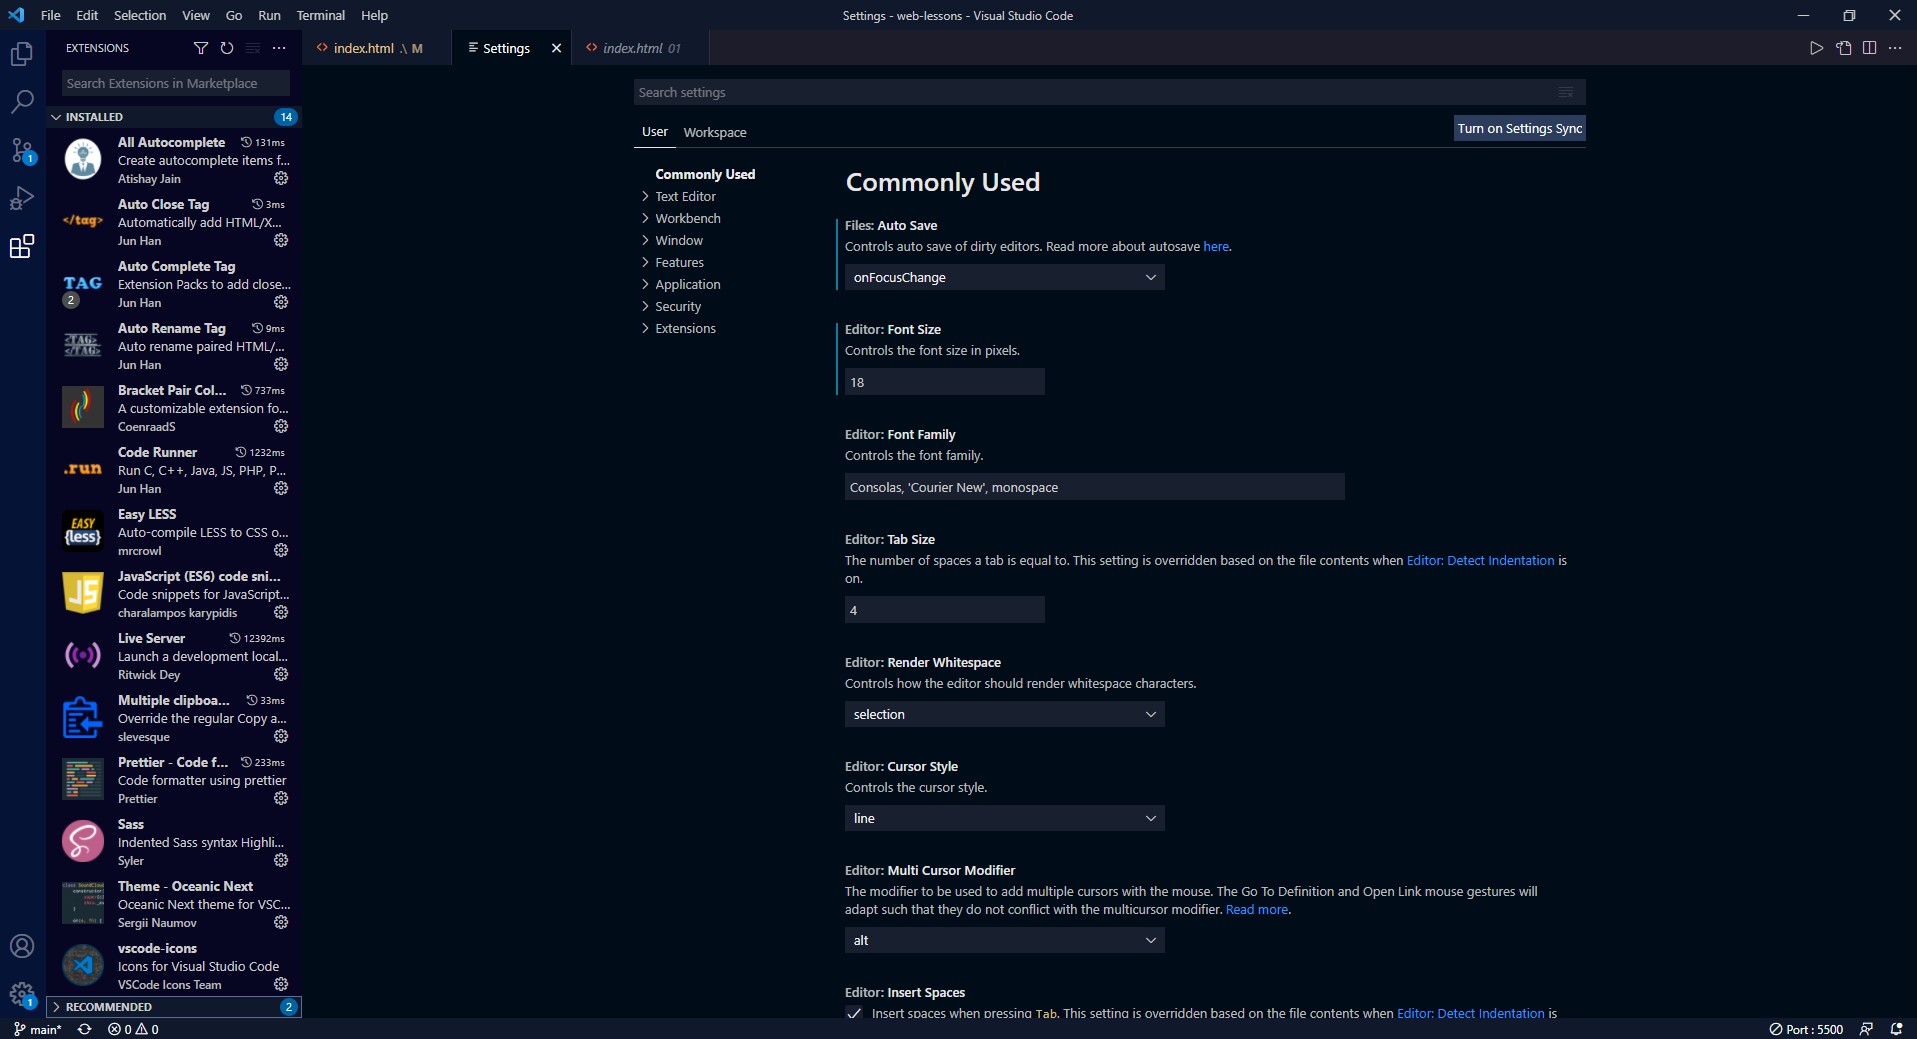 File Edit Selection View Go Run Terminal Help
Settings - web-lessons - Visual Studio Code
EXTENSIONS
index.html .\ M
Settings
index.html 01
Search Extensions in Marketplace
INSTALLED 14
All Autocomplete 131ms
Create autocomplete items f...
Atishay Jain
Auto Close Tag 3ms
Automatically add HTML/X...
Jun Han
</tag>
Auto Complete Tag
Extension Packs to add close...
Jun Han
TAG
2
Auto Rename Tag 9ms
Auto rename paired HTML/...
Jun Han
<TAG>
</TAG>
Bracket Pair Col... 737ms
A customizable extension fo...
CoenraadS
Code Runner 1232ms
Run C, C++, Java, JS, PHP, P...
Jun Han
.run
Easy LESS
Auto-compile LESS to CSS o...
mrcrowl
EASY
{less}
JavaScript (ES6) code sni...
Code snippets for JavaScript...
charalampos karypidis
JS
Live Server 12392ms
Launch a development local...
Ritwick Dey
Multiple clipboa... 33ms
Override the regular Copy a...
slevesque
Prettier - Code f... 233ms
Code formatter using prettier
Prettier
Sass
Indented Sass syntax Highli...
Syler
Theme - Oceanic Next
Oceanic Next theme for VSC...
Sergii Naumov
vscode-icons
Icons for Visual Studio Code
VSCode Icons Team
RECOMMENDED 2
1
1
Search settings
User Workspace
Turn on Settings Sync
Commonly Used
Text Editor
Workbench
Window
Features
Application
Security
Extensions
Commonly Used
Files: Auto Save
Controls auto save of dirty editors. Read more about autosave here.
onFocusChange
Editor: Font Size
Controls the font size in pixels.
18
Editor: Font Family
Controls the font family.
Consolas, 'Courier New', monospace
Editor: Tab Size
The number of spaces a tab is equal to. This setting is overridden based on the file contents when Editor: Detect Indentation is
on.
4
Editor: Render Whitespace
Controls how the editor should render whitespace characters.
selection
Editor: Cursor Style
Controls the cursor style.
line
Editor: Multi Cursor Modifier
The modifier to be used to add multiple cursors with the mouse. The Go To Definition and Open Link mouse gestures will
adapt such that they do not conflict with the multicursor modifier. Read more.
alt
Editor: Insert Spaces
Insert spaces when pressing Tab. This setting is overridden based on the file contents when Editor: Detect Indentation is
main* 0 0
Port : 5500